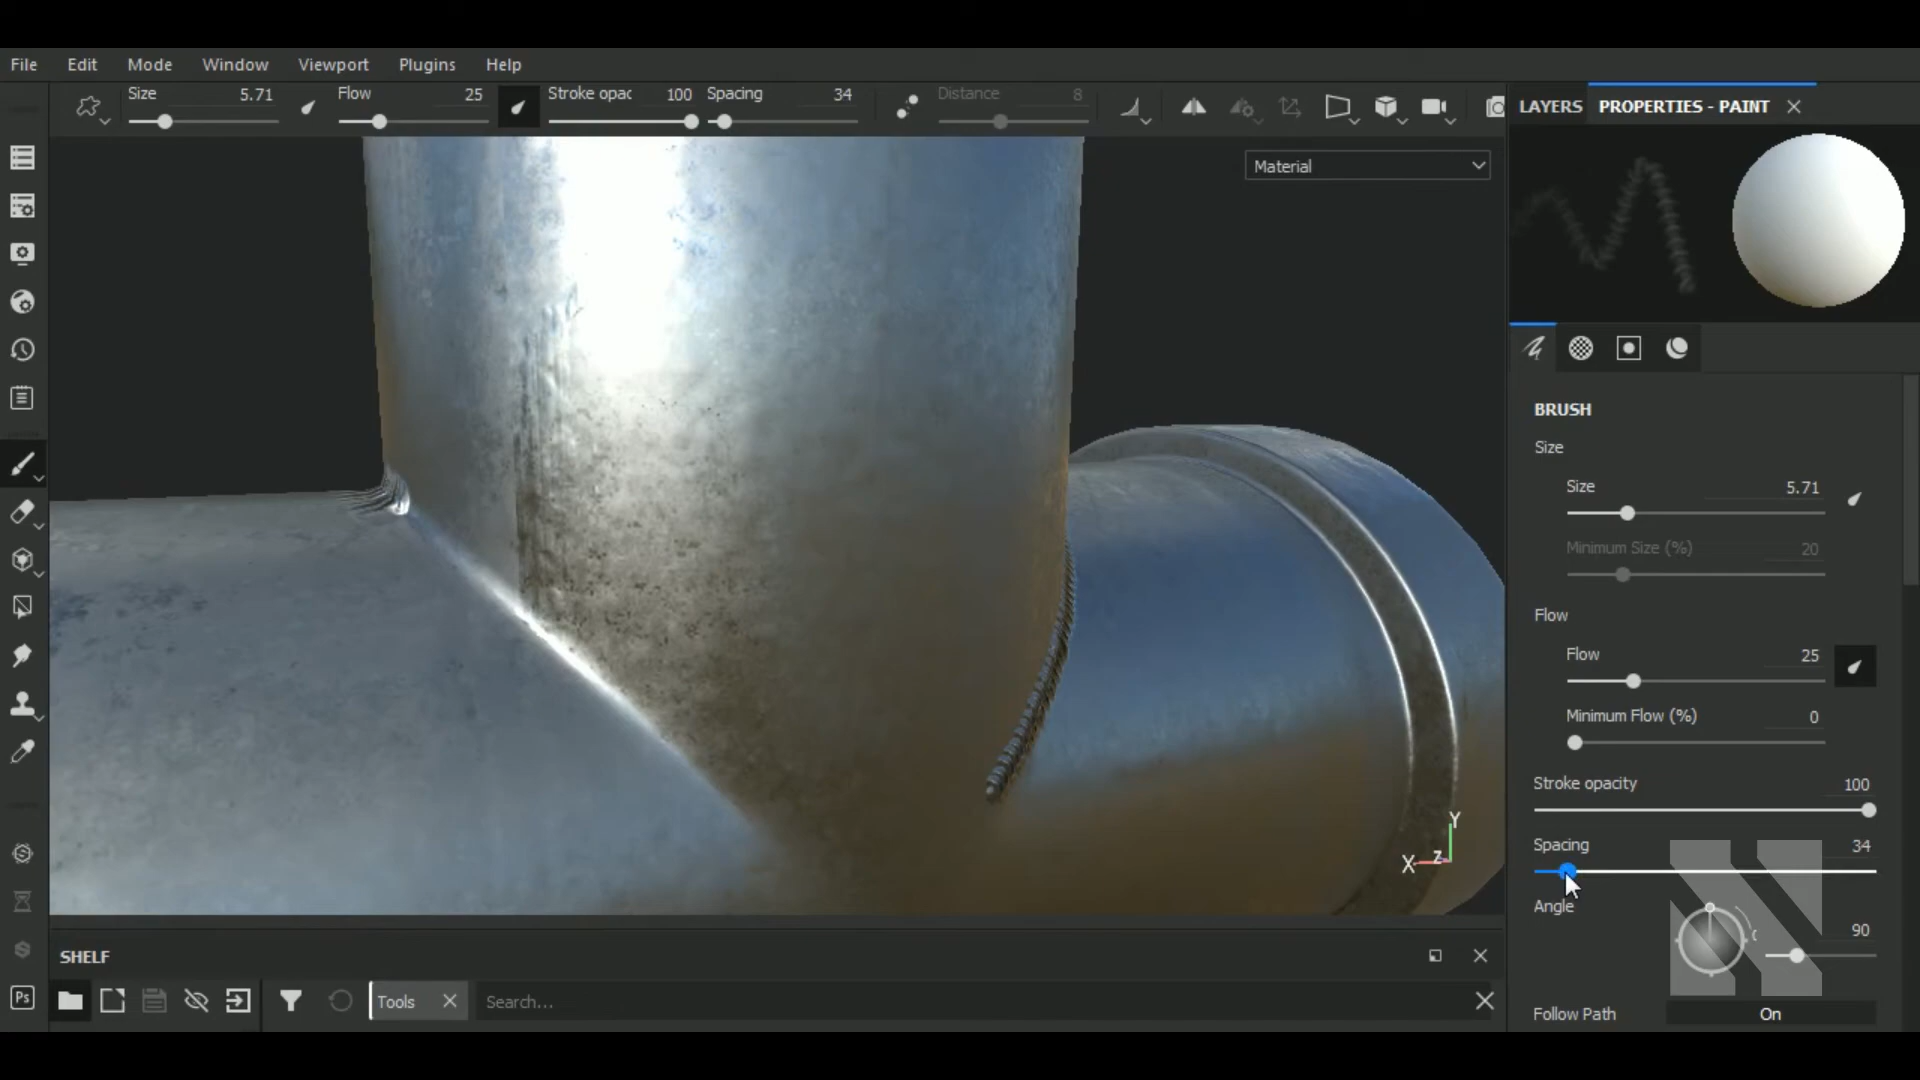 File Edit Mode Window Viewport Plugins Help
Size 5.71 Flow 25 Stroke opac 100 Spacing 34 Distance 8
LAYERS PROPERTIES - PAINT
Material
BRUSH
Size
Size 5.71
Minimum Size (%) 20
Flow
Flow 25
Minimum Flow (%) 0
Stroke opacity 100
Spacing 34
Angle
90
Follow Path On
Y
X Z
SHELF
Ps
Tools
Search...